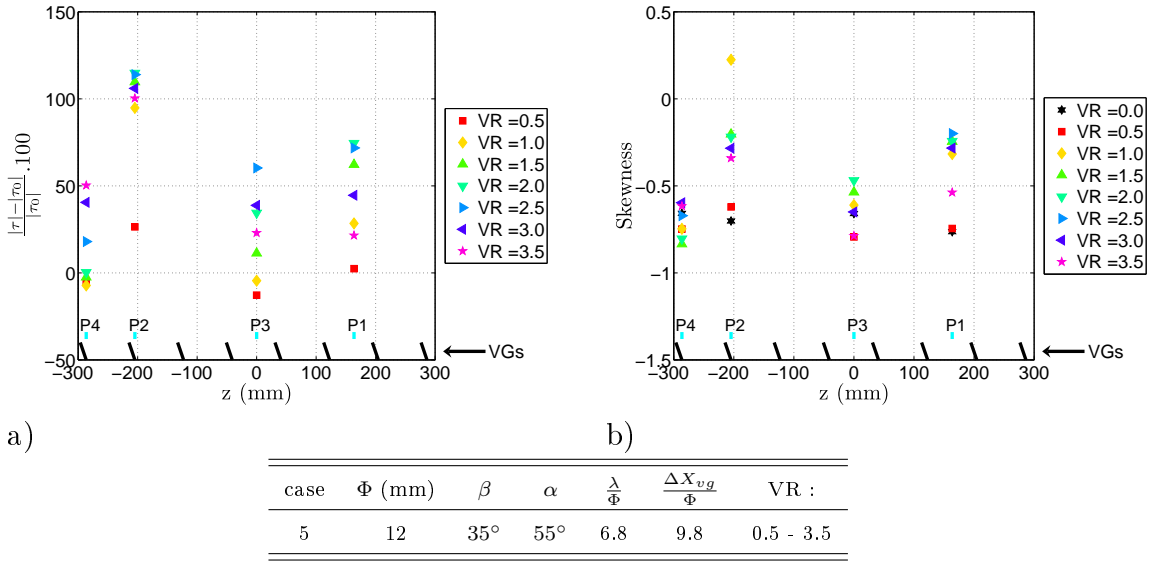 |τ|−|τ0| / |τ0| .100
150
100
50
0
−50
−300 −200 −100 0 100 200 300
z (mm)
P4 P2 P3 P1
VGs
VR =0.5
VR =1.0
VR =1.5
VR =2.0
VR =2.5
VR =3.0
VR =3.5
a)
Skewness
0.5
0
−0.5
−1
−1.5
−300 −200 −100 0 100 200 300
z (mm)
P4 P2 P3 P1
VGs
VR =0.0
VR =0.5
VR =1.0
VR =1.5
VR =2.0
VR =2.5
VR =3.0
VR =3.5
b)
case Φ (mm) β α λ/Φ ΔXvg/Φ VR :
5 12 35° 55° 6.8 9.8 0.5 - 3.5